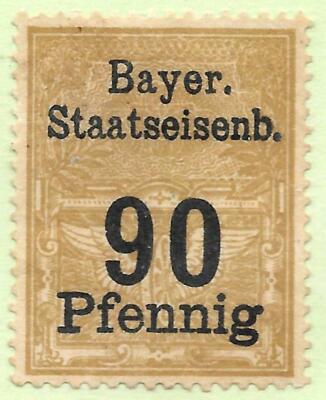 Bayer.
Staatseisenb.
90
Pfennig